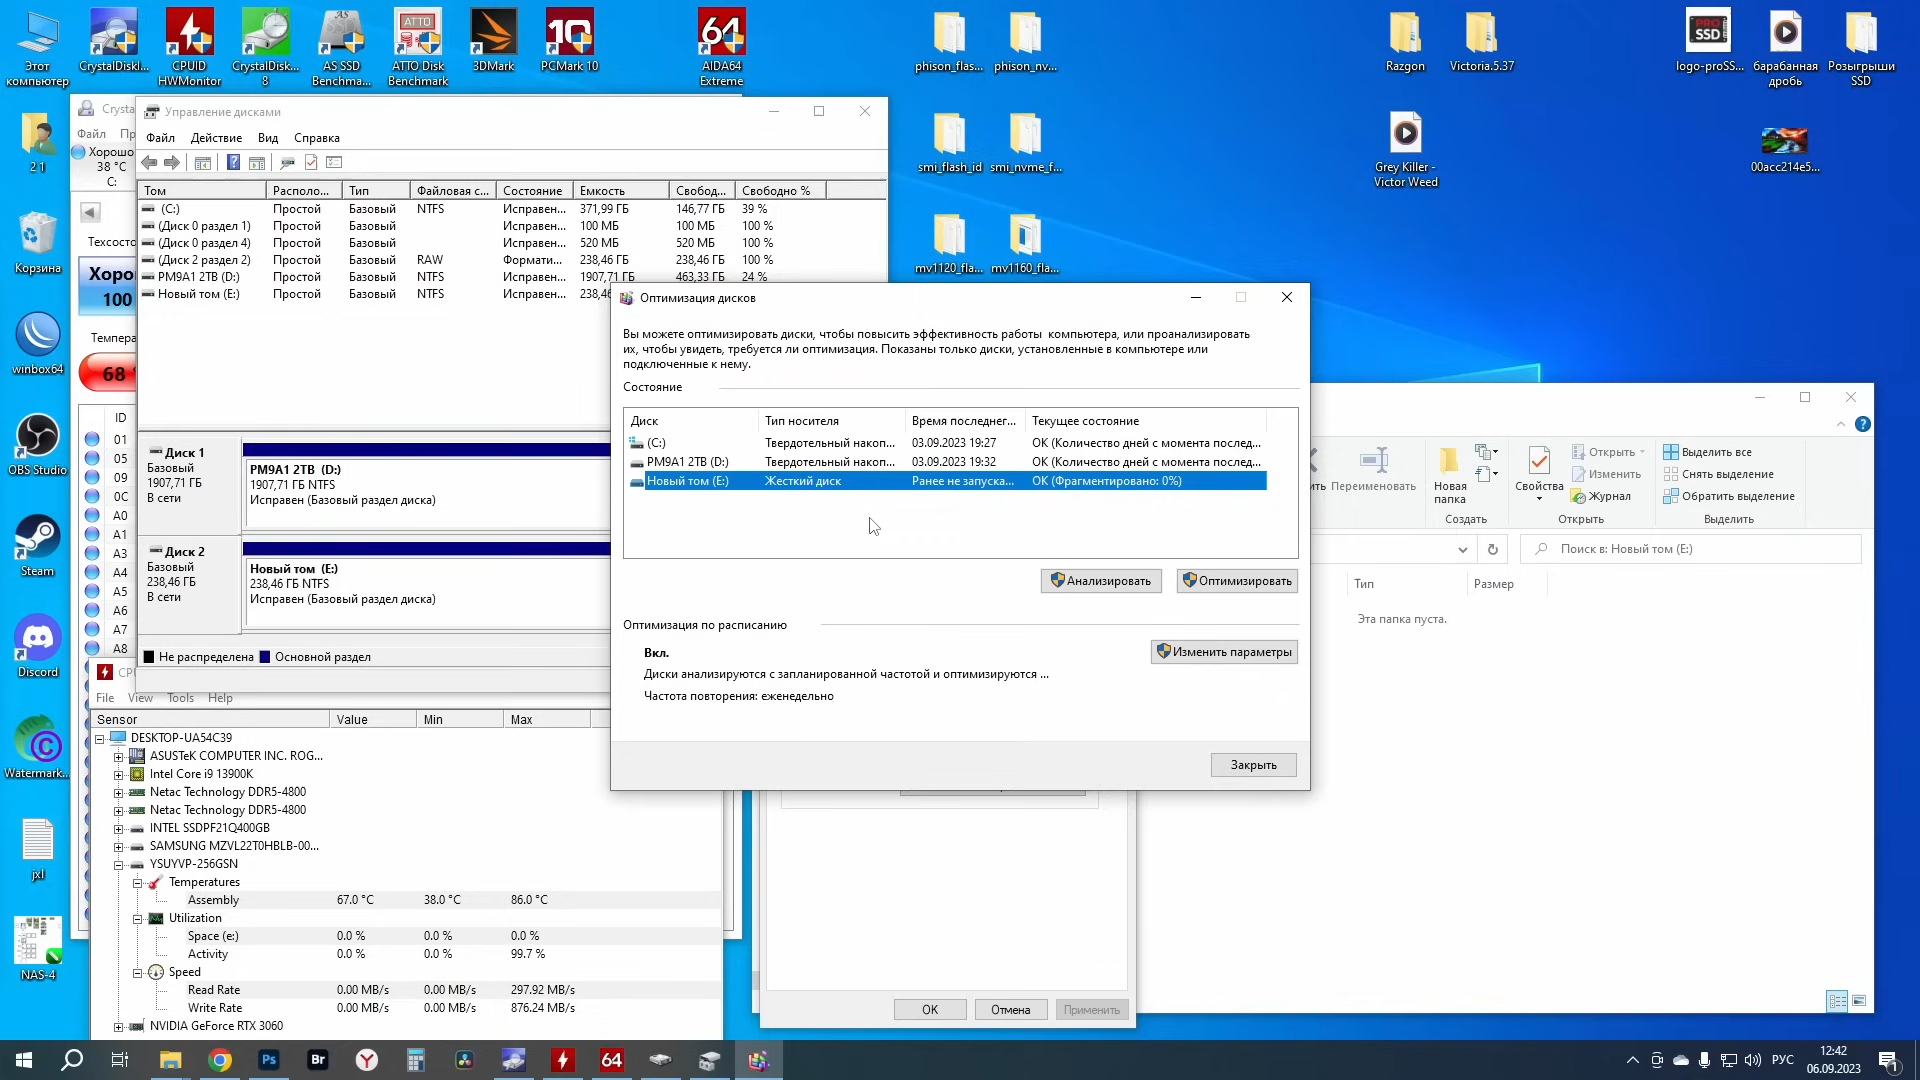 Этот компьютер
CrystalDiskI...
CPUID HWMonitor
CrystalDisk... 8
AS SSD Benchma...
ATTO Disk Benchmark
3DMark
PCMark 10
AIDA64 Extreme
phison_flas...
phison_nv...
Razgon
Victoria.5.37
logo-proSS...
барабанная дробь
Розыгрыши SSD
2 1
smi_flash_id
smi_nvme_f...
Grey Killer - Victor Weed
00acc214e5...
Корзина
mv1120_fla...
mv1160_fla...
winbox64
OBS Studio
Steam
Discord
Watermark...
jxl
NAS-4
Crysta
Файл
Хорошо
38 °C
C:
Техсосто
Хоро
100
Темпера
68
ID
01
05
09
0C
A0
A1
A3
A4
A5
A6
A7
A8
Управление дисками
Файл Действие Вид Справка
Том Располо... Тип Файловая с... Состояние Емкость Свобод... Свободно %
(C:) Простой Базовый NTFS Исправен... 371,99 ГБ 146,77 ГБ 39 %
(Диск 0 раздел 1) Простой Базовый Исправен... 100 МБ 100 МБ 100 %
(Диск 0 раздел 4) Простой Базовый Исправен... 520 МБ 520 МБ 100 %
(Диск 2 раздел 2) Простой Базовый RAW Формати... 238,46 ГБ 238,46 ГБ 100 %
PM9A1 2TB (D:) Простой Базовый NTFS Исправен... 1907,71 ГБ 463,33 ГБ 24 %
Новый том (E:) Простой Базовый NTFS Исправен... 238,46
Диск 1
Базовый
1907,71 ГБ
В сети
PM9A1 2TB (D:)
1907,71 ГБ NTFS
Исправен (Базовый раздел диска)
Диск 2
Базовый
238,46 ГБ
В сети
Новый том (E:)
238,46 ГБ NTFS
Исправен (Базовый раздел диска)
Не распределена Основной раздел
Оптимизация дисков
Вы можете оптимизировать диски, чтобы повысить эффективность работы компьютера, или проанализировать
их, чтобы увидеть, требуется ли оптимизация. Показаны только диски, установленные в компьютере или
подключенные к нему.
Состояние
Диск Тип носителя Время последнег... Текущее состояние
(C:) Твердотельный накоп... 03.09.2023 19:27 ОК (Количество дней с момента послед...
PM9A1 2TB (D:) Твердотельный накоп... 03.09.2023 19:32 ОК (Количество дней с момента послед...
Новый том (E:) Жесткий диск Ранее не запуска... ОК (Фрагментировано: 0%)
Анализировать Оптимизировать
Оптимизация по расписанию
Вкл.
Изменить параметры
Диски анализируются с запланированной частотой и оптимизируются ...
Частота повторения: еженедельно
Закрыть
OK Отмена Применить
Переименовать
Новая папка
Создать
Свойства
Открыть
Изменить
Журнал
Открыть
Выделить все
Снять выделение
Обратить выделение
Выделить
Поиск в: Новый том (E:)
Тип Размер
Эта папка пуста.
File View Tools Help
Sensor Value Min Max
DESKTOP-UA54C39
ASUSTeK COMPUTER INC. ROG...
Intel Core i9 13900K
Netac Technology DDR5-4800
Netac Technology DDR5-4800
INTEL SSDPF21Q400GB
SAMSUNG MZVL22T0HBLB-00...
YSUYVP-256GSN
Temperatures
Assembly 67.0 °C 38.0 °C 86.0 °C
Utilization
Space (e:) 0.0 % 0.0 % 0.0 %
Activity 0.0 % 0.0 % 99.7 %
Speed
Read Rate 0.00 MB/s 0.00 MB/s 297.92 MB/s
Write Rate 0.00 MB/s 0.00 MB/s 876.24 MB/s
NVIDIA GeForce RTX 3060
РУС
12:42
06.09.2023